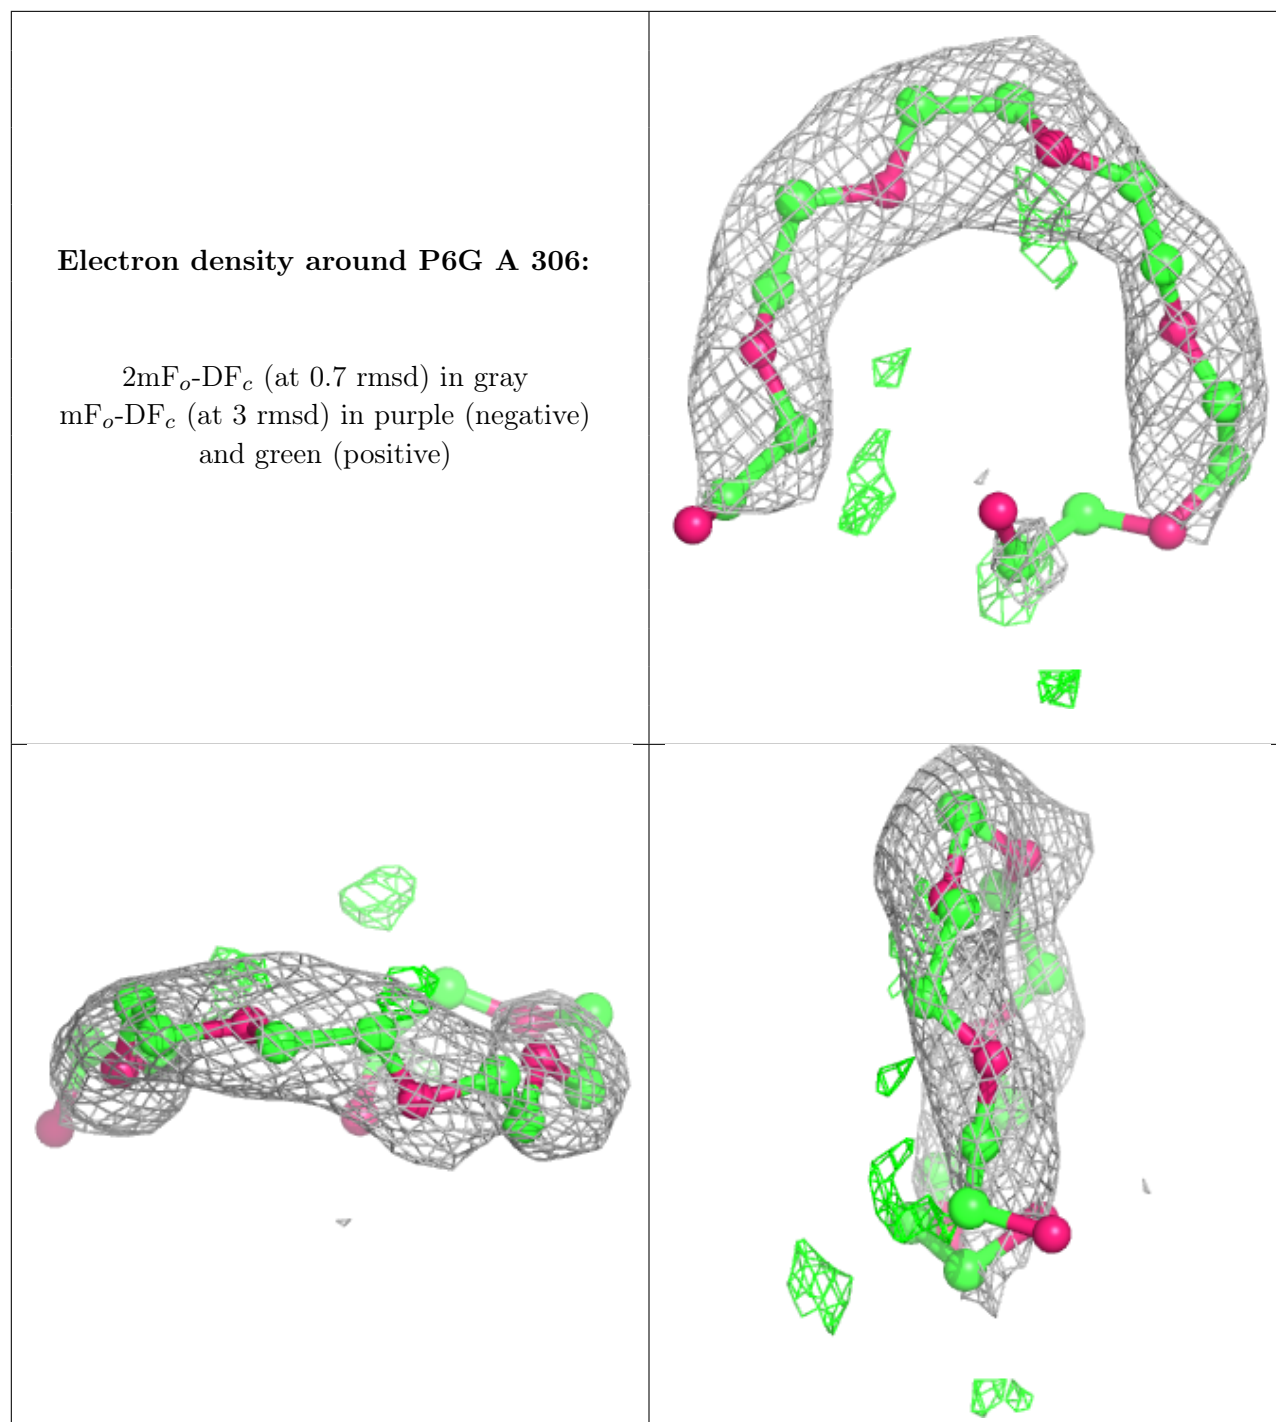 Electron density around P6G A 306:
2mFo-DFc (at 0.7 rmsd) in gray
mFo-DFc (at 3 rmsd) in purple (negative)
and green (positive)